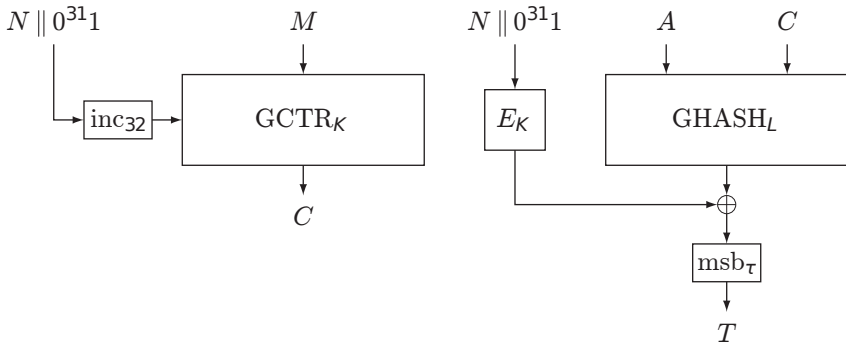 N ∥ 0³¹1 M N ∥ 0³¹1 A C
inc₃₂ GCTR_K E_K GHASH_L
C
msb_τ
T